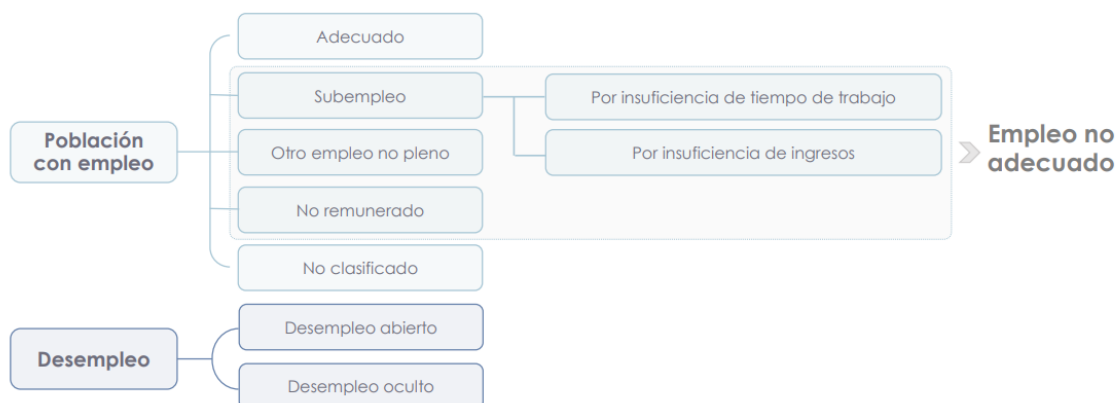 Adecuado
Subempleo
Por insuficiencia de tiempo de trabajo
Población
con empleo
Otro empleo no pleno
Por insuficiencia de ingresos
Empleo no
adecuado
No remunerado
No clasificado
Desempleo
Desempleo abierto
Desempleo oculto